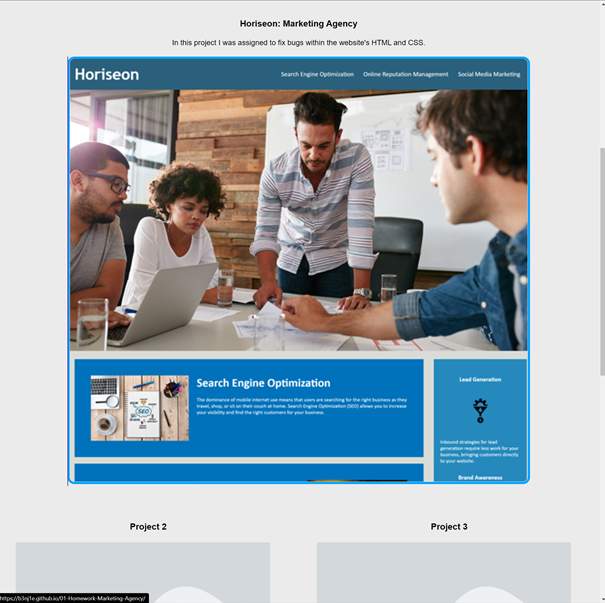 Horiseon: Marketing Agency
In this project I was assigned to fix bugs within the website's HTML and CSS.
Horiseon
Search Engine Optimization Online Reputation Management Social Media Marketing
SEO
Search Engine Optimization
The dominance of mobile internet use means that users are searching for the right business as they
travel, shop, or sit on their couch at home. Search Engine Optimization (SEO) allows you to increase
your visibility and find the right customers for your business.
Lead Generation
Inbound strategies for lead
generation require less work for your
business, bringing customers directly
to your website.
Brand Awareness
Project 2
Project 3
https://b3nj1e.github.io/01-Homework-Marketing-Agency/